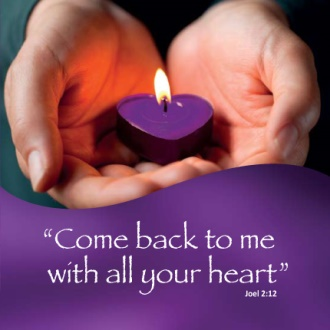 “Come back to me
with all your heart”
Joel 2:12